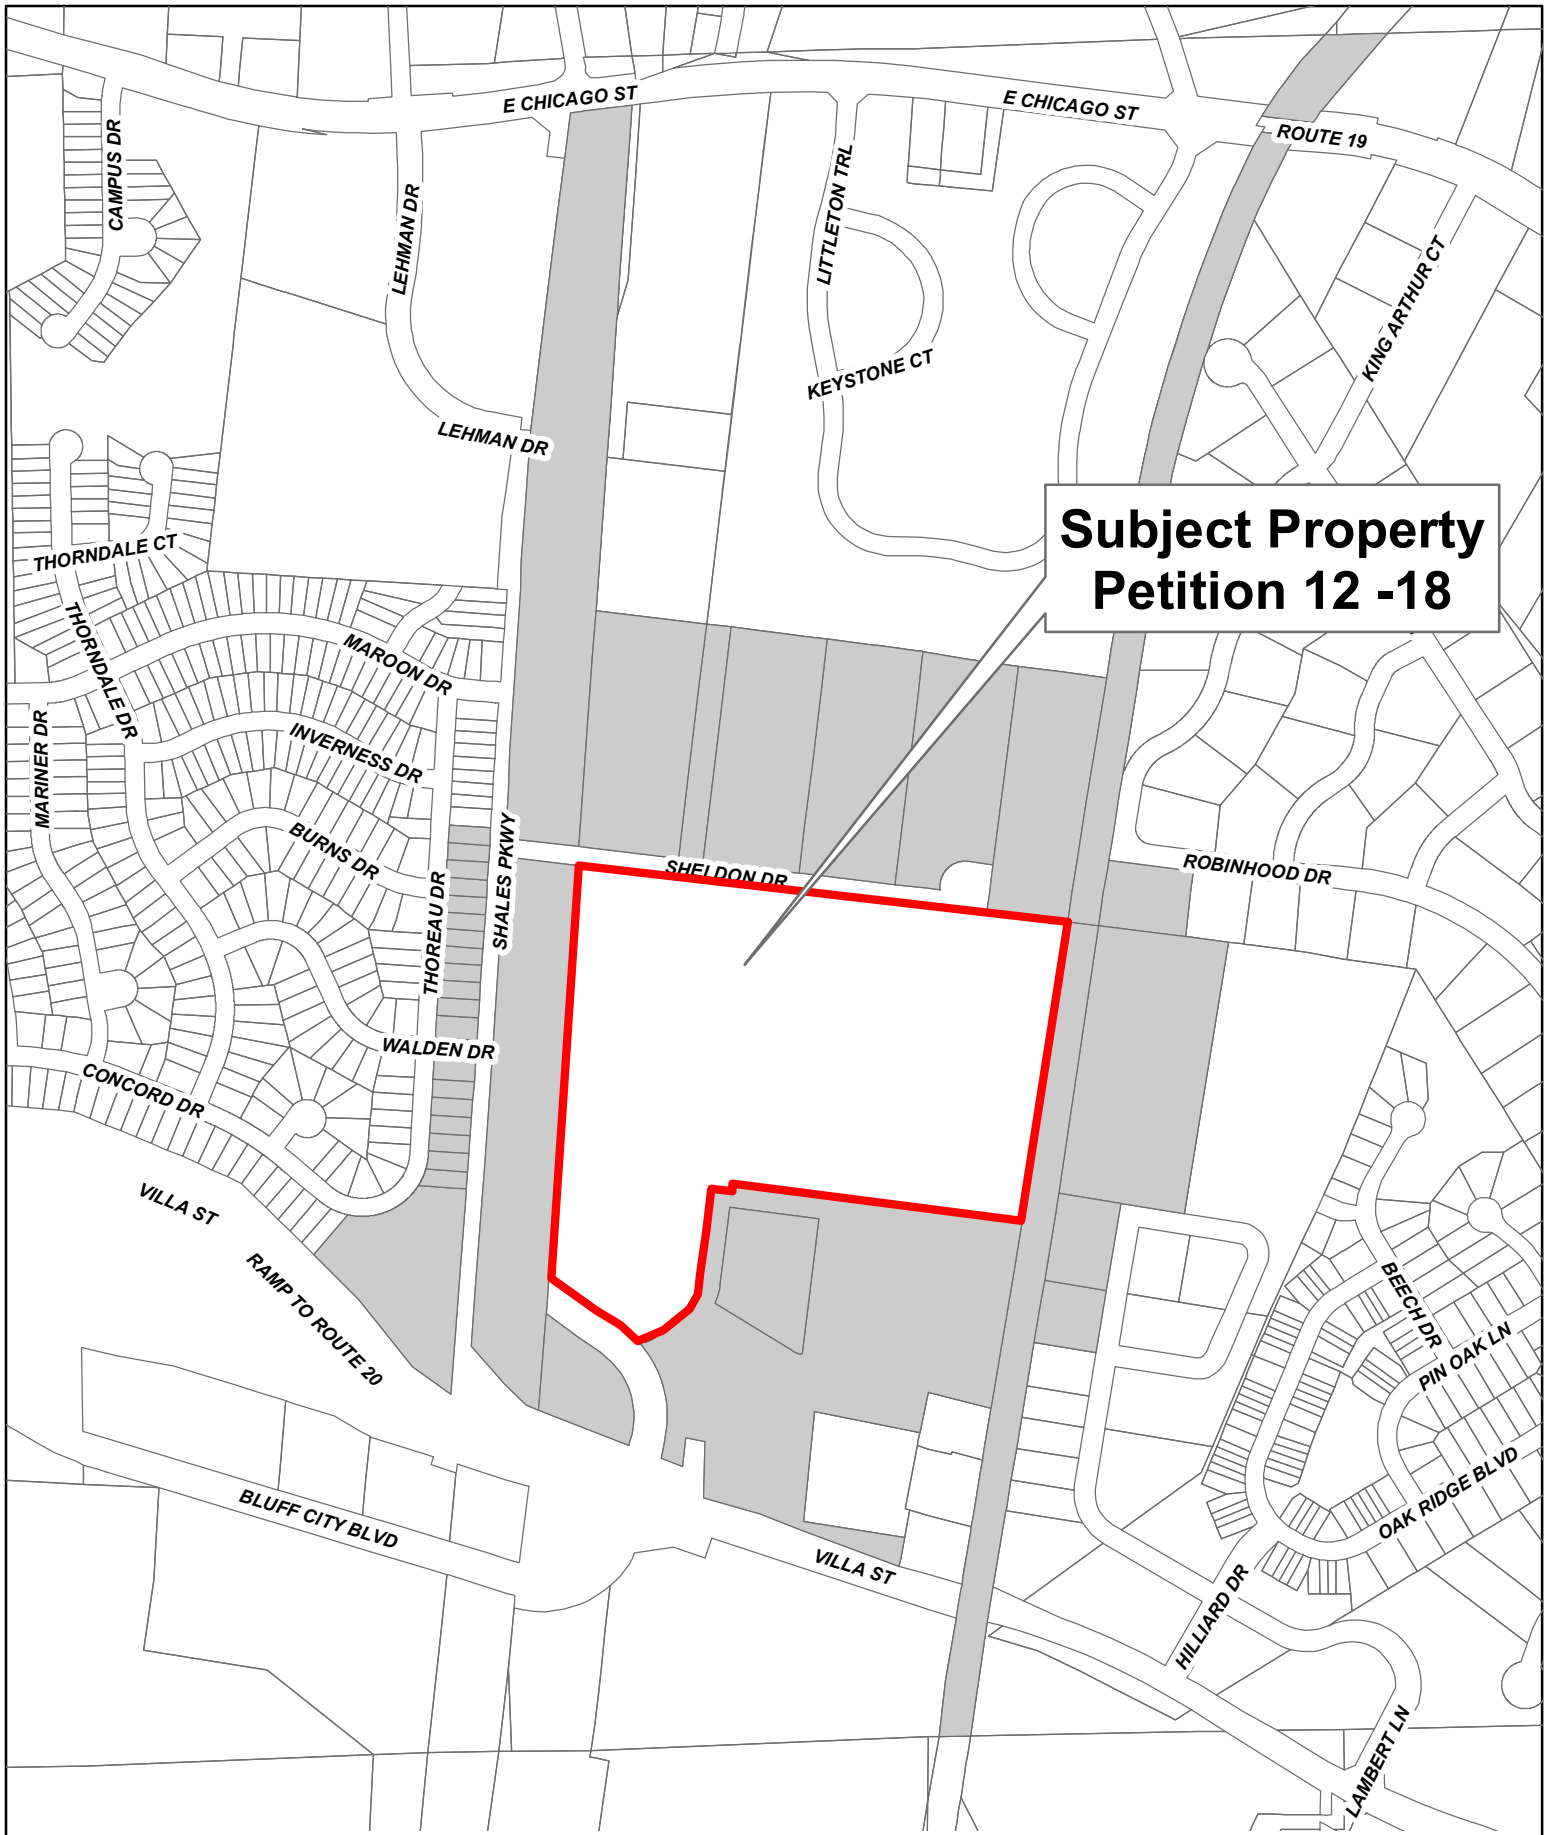 E CHICAGO ST
E CHICAGO ST
ROUTE 19
CAMPUS DR
LEHMAN DR
LITTLETON TRL
KING ARTHUR CT
KEYSTONE CT
LEHMAN DR
Subject Property
Petition 12 -18
THORNDALE CT
THORNDALE DR
MAROON DR
MARINER DR
INVERNESS DR
BURNS DR
SHALES PKWY
THOREAU DR
SHELDON DR
ROBINHOOD DR
WALDEN DR
CONCORD DR
VILLA ST
RAMP TO ROUTE 20
BEECH DR
PIN OAK LN
OAK RIDGE BLVD
BLUFF CITY BLVD
VILLA ST
HILLIARD DR
LAMBERT LN